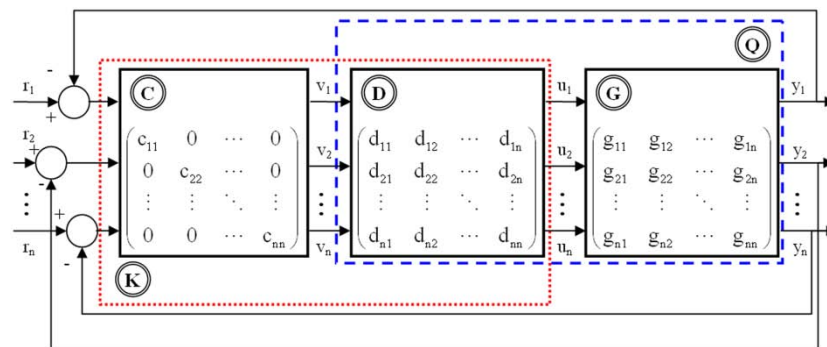 Q
C
D
G
r₁
-
+
v₁
u₁
y₁
c₁₁ 0 ⋯ 0
d₁₁ d₁₂ ⋯ d₁ₙ
g₁₁ g₁₂ ⋯ g₁ₙ
r₂
+
-
v₂
u₂
y₂
0 c₂₂ ⋯ 0
d₂₁ d₂₂ ⋯ d₂ₙ
g₂₁ g₂₂ ⋯ g₂ₙ
⋮ ⋮ ⋮ ⋱ ⋮ ⋮ ⋮ ⋮ ⋱ ⋮ ⋮ ⋮ ⋮ ⋱ ⋮ ⋮
rₙ
+
-
vₙ
uₙ
yₙ
0 0 ⋯ cₙₙ
dₙ₁ dₙ₂ ⋯ dₙₙ
gₙ₁ gₙ₂ ⋯ gₙₙ
K